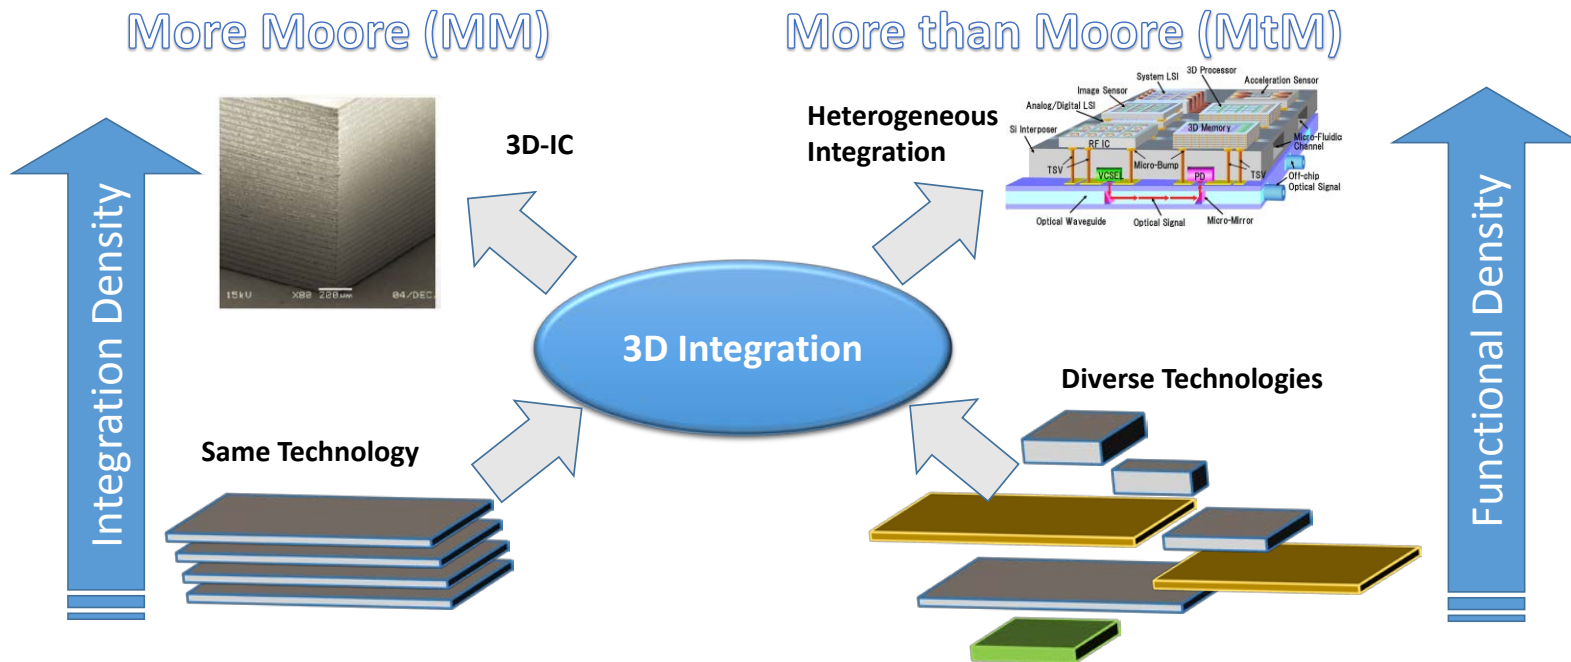 More Moore (MM)
More than Moore (MtM)
Integration Density
3D-IC
15kV X80 200µm 04/DEC/
Heterogeneous
Integration
System LSI
3D Processor
Acceleration Sensor
Image Sensor
Analog/Digital LSI
Si Interposer
RF IC
3D Memory
Micro-Fluidic
Channel
TSV
Micro-Bump
TSV
VCSEL
PD
Off-chip
Optical Signal
Optical Waveguide
Optical Signal
Micro-Mirror
Functional Density
3D Integration
Same Technology
Diverse Technologies